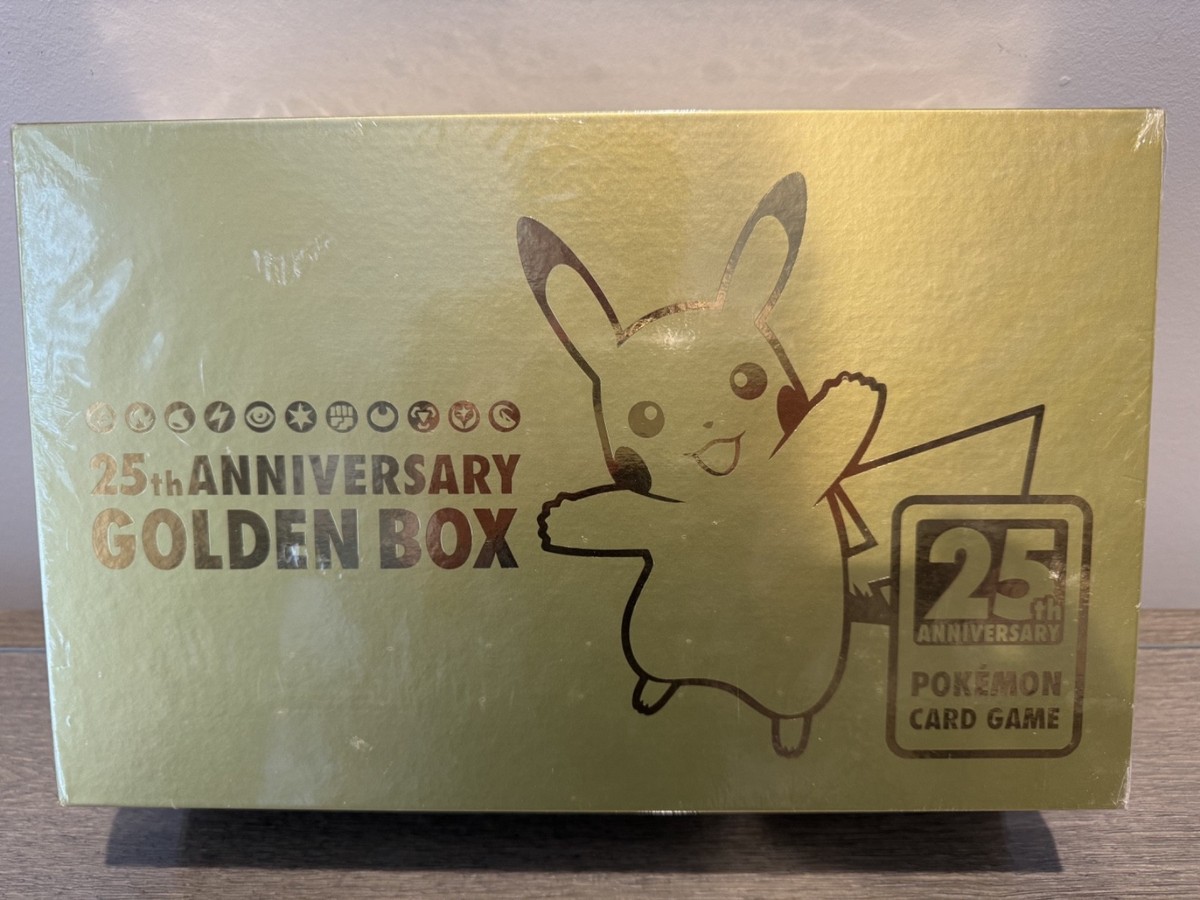 25th ANNIVERSARY
GOLDEN BOX
25th
ANNIVERSARY
POKÉMON
CARD GAME